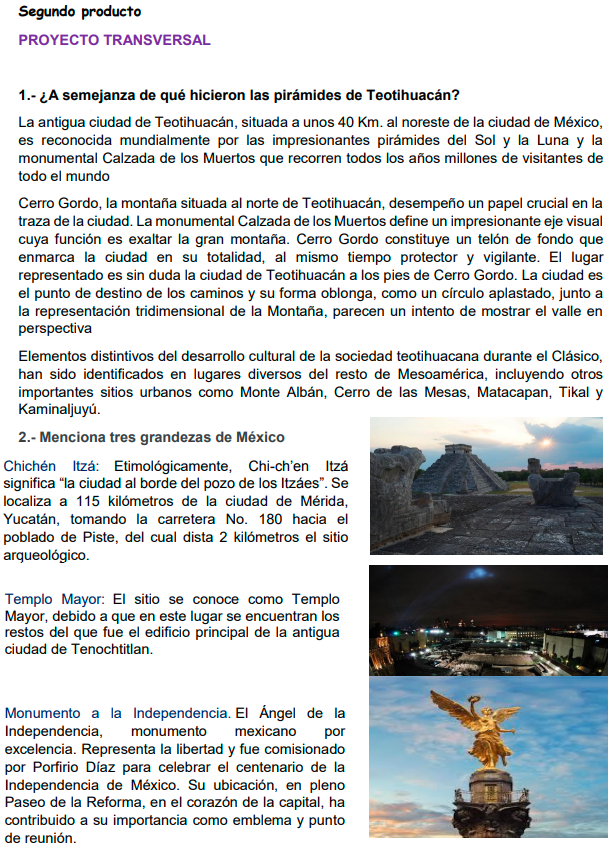 Segundo producto
PROYECTO TRANSVERSAL
1.- ¿A semejanza de qué hicieron las pirámides de Teotihuacán?
La antigua ciudad de Teotihuacán, situada a unos 40 Km. al noreste de la ciudad de México,
es reconocida mundialmente por las impresionantes pirámides del Sol y la Luna y la
monumental Calzada de los Muertos que recorren todos los años millones de visitantes de
todo el mundo
Cerro Gordo, la montaña situada al norte de Teotihuacán, desempeño un papel crucial en la
traza de la ciudad. La monumental Calzada de los Muertos define un impresionante eje visual
cuya función es exaltar la gran montaña. Cerro Gordo constituye un telón de fondo que
enmarca la ciudad en su totalidad, al mismo tiempo protector y vigilante. El lugar
representado es sin duda la ciudad de Teotihuacán a los pies de Cerro Gordo. La ciudad es
el punto de destino de los caminos y su forma oblonga, como un círculo aplastado, junto a
la representación tridimensional de la Montaña, parecen un intento de mostrar el valle en
perspectiva
Elementos distintivos del desarrollo cultural de la sociedad teotihuacana durante el Clásico,
han sido identificados en lugares diversos del resto de Mesoamérica, incluyendo otros
importantes sitios urbanos como Monte Albán, Cerro de las Mesas, Matacapan, Tikal y
Kaminaljuyú.
2.- Menciona tres grandezas de México
Chichén Itzá: Etimológicamente, Chi-ch’en Itzá
significa “la ciudad al borde del pozo de los Itzáes”. Se
localiza a 115 kilómetros de la ciudad de Mérida,
Yucatán, tomando la carretera No. 180 hacia el
poblado de Piste, del cual dista 2 kilómetros el sitio
arqueológico.
Templo Mayor: El sitio se conoce como Templo
Mayor, debido a que en este lugar se encuentran los
restos del que fue el edificio principal de la antigua
ciudad de Tenochtitlan.
Monumento a la Independencia. El Ángel de la
Independencia, monumento mexicano por
excelencia. Representa la libertad y fue comisionado
por Porfirio Díaz para celebrar el centenario de la
Independencia de México. Su ubicación, en pleno
Paseo de la Reforma, en el corazón de la capital, ha
contribuido a su importancia como emblema y punto
de reunión.